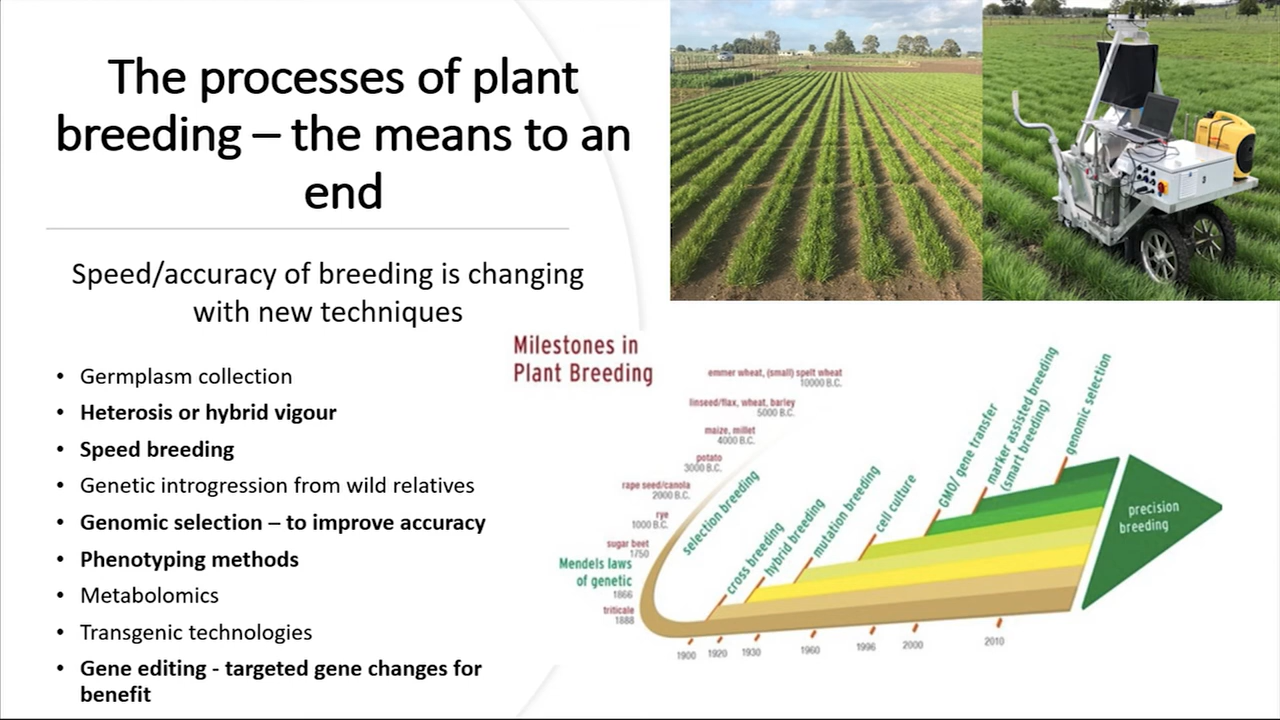 The processes of plant
breeding – the means to an
end
Speed/accuracy of breeding is changing
with new techniques
• Germplasm collection
• Heterosis or hybrid vigour
• Speed breeding
• Genetic introgression from wild relatives
• Genomic selection – to improve accuracy
• Phenotyping methods
• Metabolomics
• Transgenic technologies
• Gene editing - targeted gene changes for
benefit
Milestones in
Plant Breeding
emmer wheat, (small) spelt wheat
10000 B.C.
linseed/flax, wheat, barley
5000 B.C.
maize, millet
4000 B.C.
potato
3000 B.C.
rape seed/canola
2000 B.C.
rye
1000 B.C.
sugar beet
1750
Mendels laws
of genetic
1866
triticale
1888
selection breeding
cross breeding
hybrid breeding
mutation breeding
cell culture
GMO/ gene transfer
marker assisted breeding
(smart breeding)
genomic selection
precision
breeding
1900
1920
1930
1960
1996
2000
2010